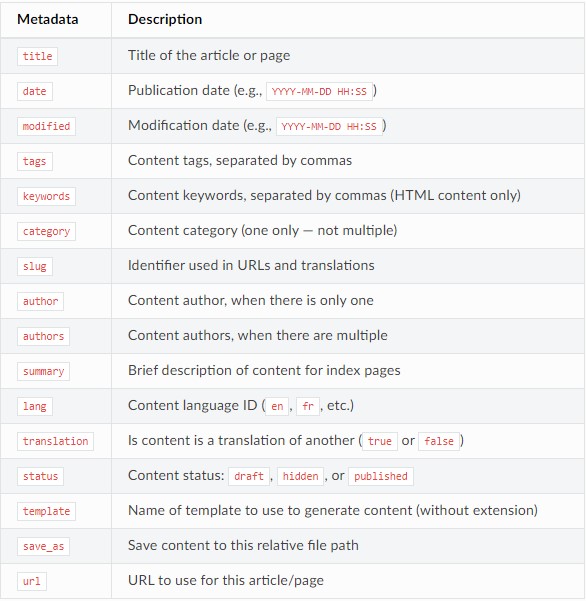 Metadata Description
title Title of the article or page
date Publication date (e.g., YYYY-MM-DD HH:SS)
modified Modification date (e.g., YYYY-MM-DD HH:SS)
tags Content tags, separated by commas
keywords Content keywords, separated by commas (HTML content only)
category Content category (one only — not multiple)
slug Identifier used in URLs and translations
author Content author, when there is only one
authors Content authors, when there are multiple
summary Brief description of content for index pages
lang Content language ID (en, fr, etc.)
translation Is content is a translation of another (true or false)
status Content status: draft, hidden, or published
template Name of template to use to generate content (without extension)
save_as Save content to this relative file path
url URL to use for this article/page